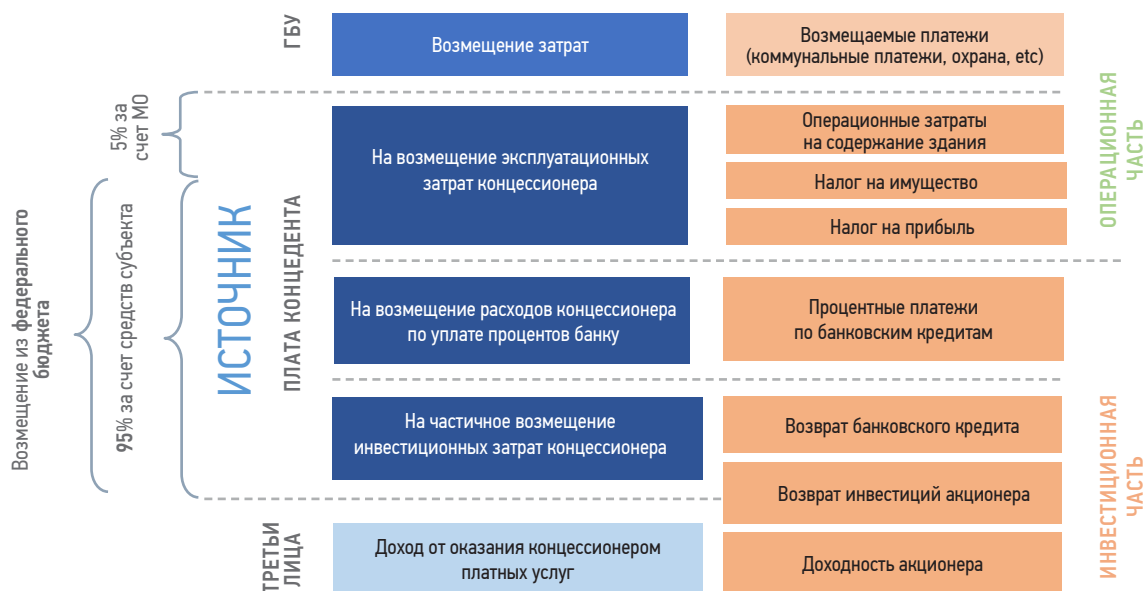 ГБУ
Возмещение затрат
Возмещаемые платежи
(коммунальные платежи, охрана, etc)
5% за
счет МО
Возмещение из федерального
бюджета
95% за счет средств субъекта
ИСТОЧНИК
ПЛАТА КОНЦЕДЕНТА
На возмещение эксплуатационных
затрат концессионера
Операционные затраты
на содержание здания
Налог на имущество
Налог на прибыль
ОПЕРАЦИОННАЯ
ЧАСТЬ
На возмещение расходов концессионера
по уплате процентов банку
Процентные платежи
по банковским кредитам
На частичное возмещение
инвестиционных затрат концессионера
Возврат банковского кредита
Возврат инвестиций акционера
ИНВЕСТИЦИОННАЯ
ЧАСТЬ
ТРЕТЬИ
ЛИЦА
Доход от оказания концессионером
платных услуг
Доходность акционера